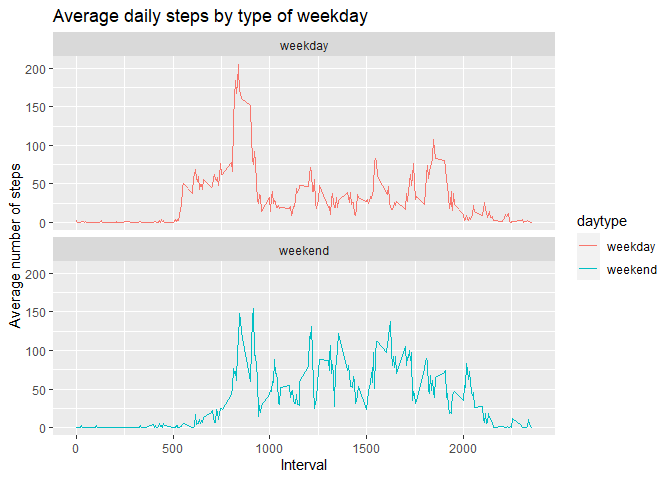 Average daily steps by type of weekday
weekday
200
150
100
50
0
weekend
200
150
100
50
0
0 500 1000 1500 2000
Interval
Average number of steps
daytype
weekday
weekend